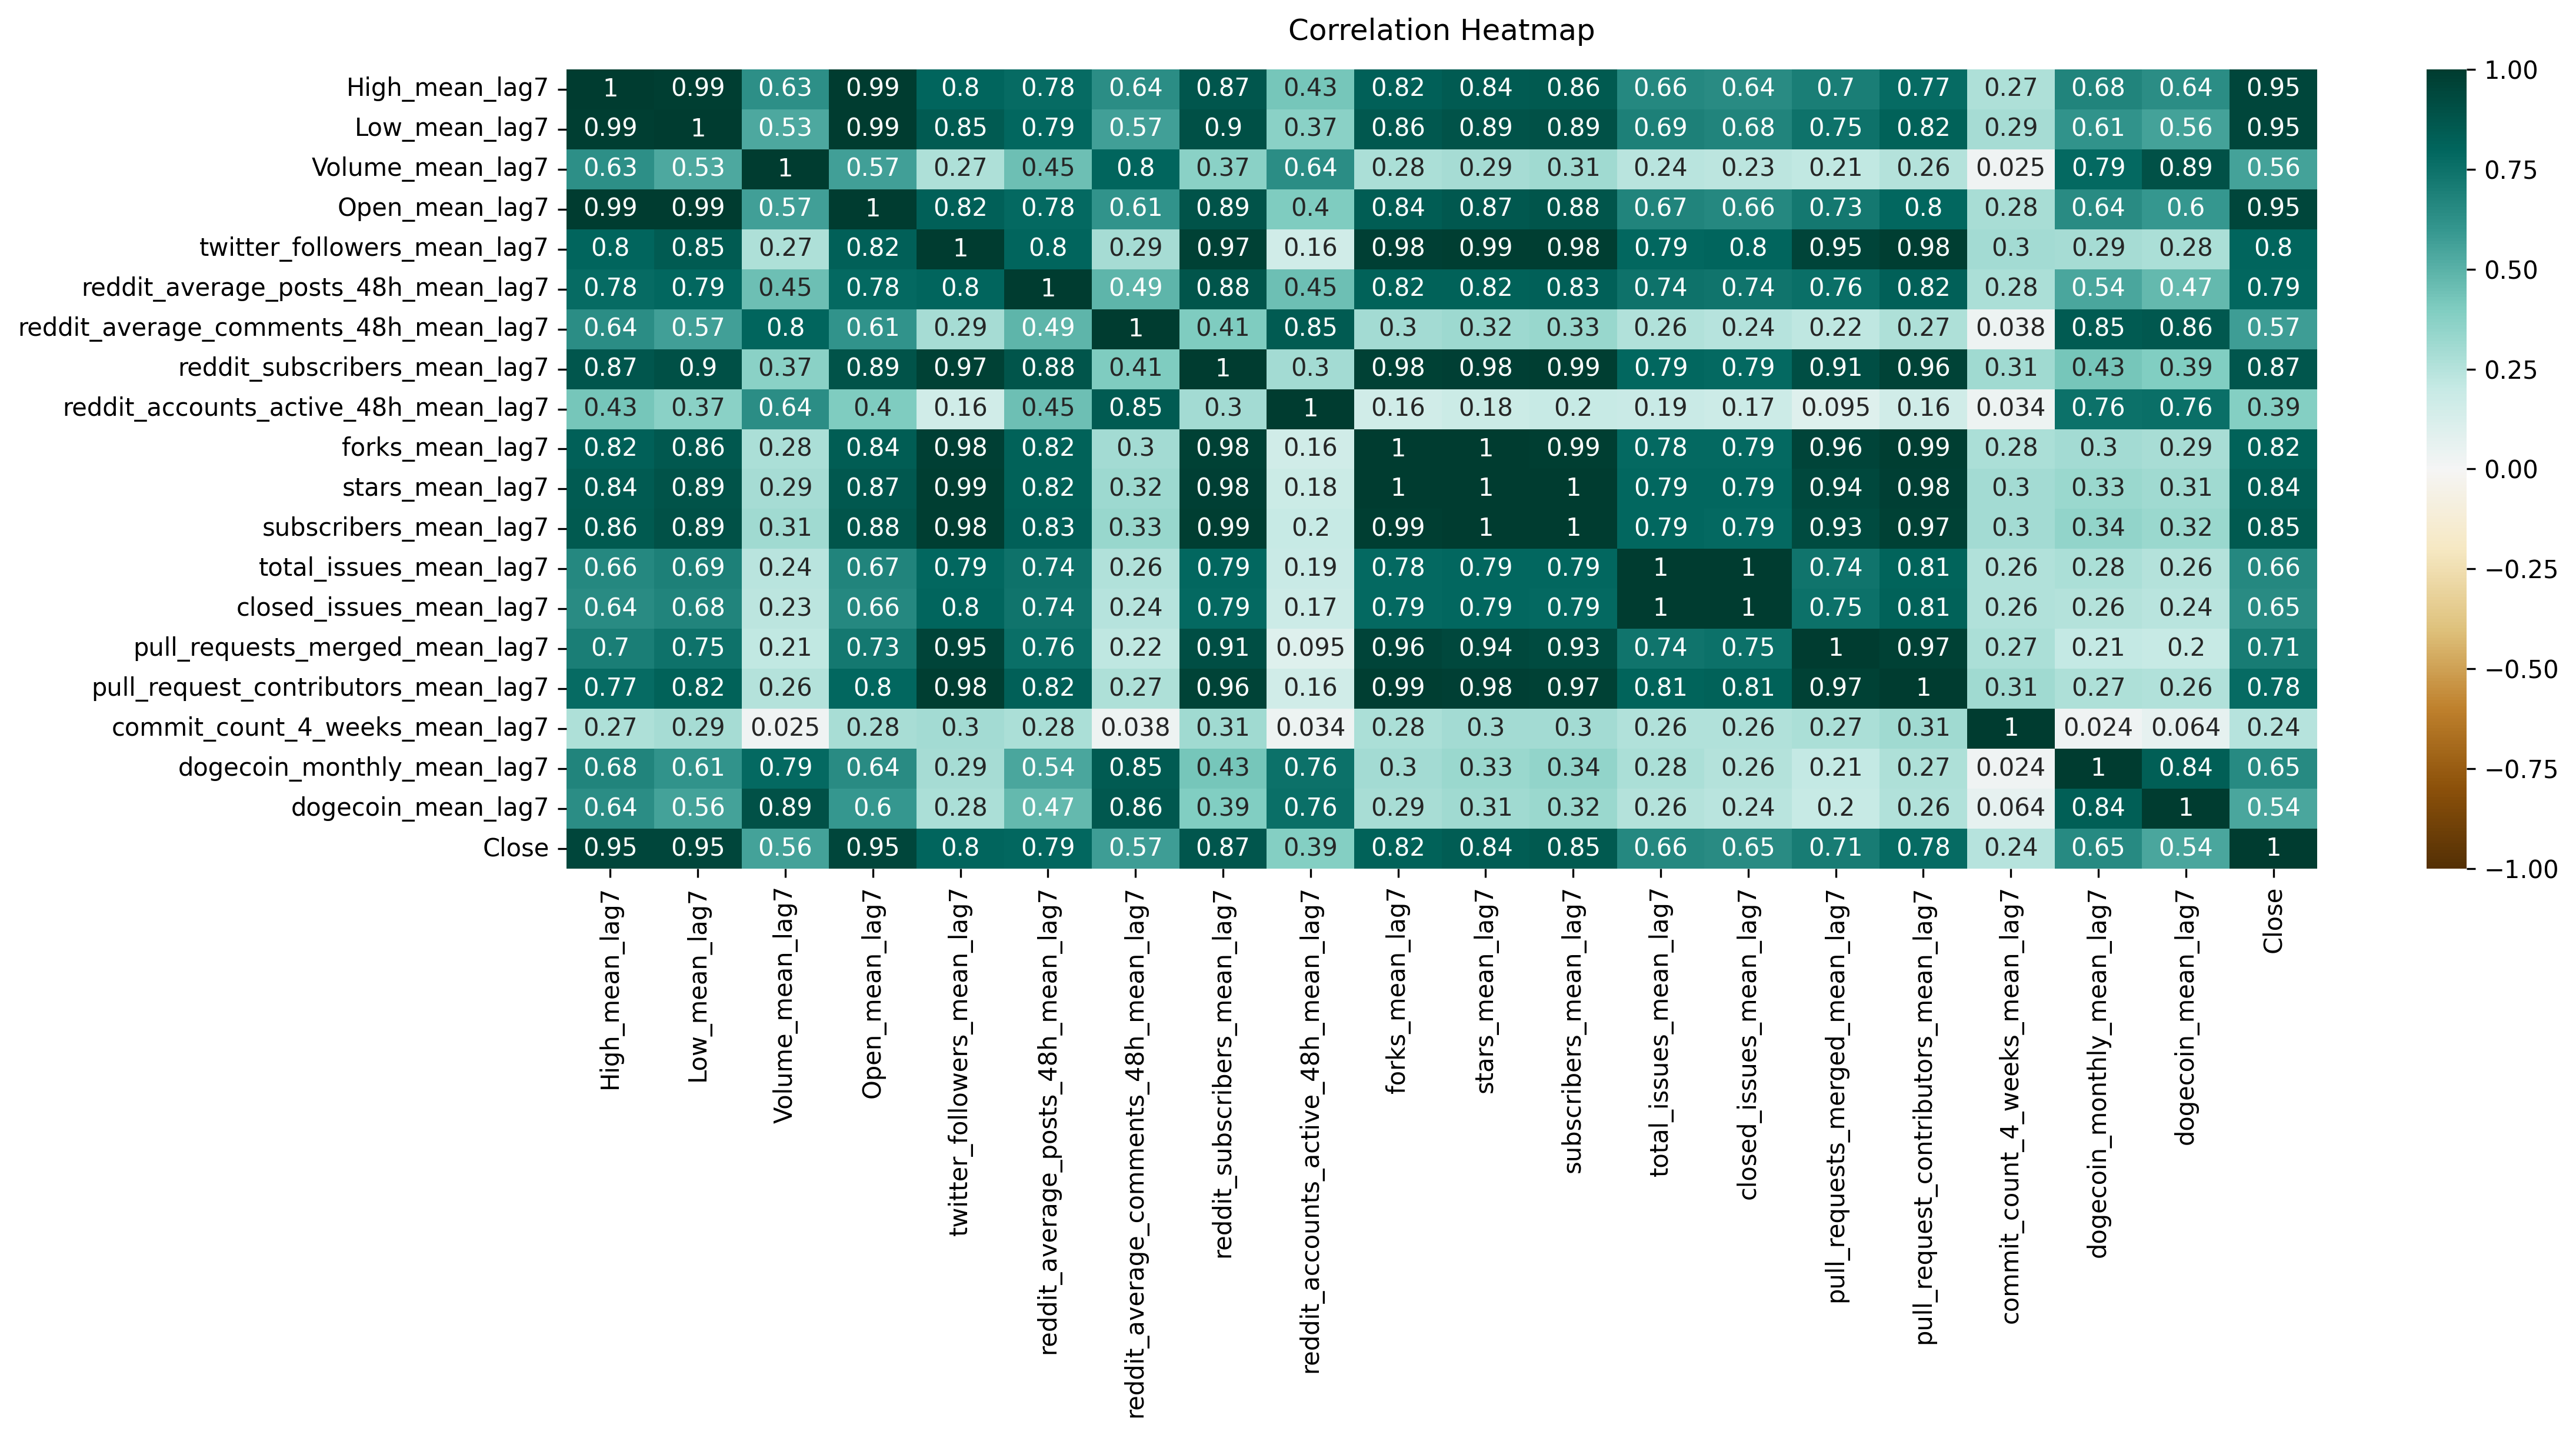 Correlation Heatmap
High_mean_lag7 1 0.99 0.63 0.99 0.8 0.78 0.64 0.87 0.43 0.82 0.84 0.86 0.66 0.64 0.7 0.77 0.27 0.68 0.64 0.95
Low_mean_lag7 0.99 1 0.53 0.99 0.85 0.79 0.57 0.9 0.37 0.86 0.89 0.89 0.69 0.68 0.75 0.82 0.29 0.61 0.56 0.95
Volume_mean_lag7 0.63 0.53 1 0.57 0.27 0.45 0.8 0.37 0.64 0.28 0.29 0.31 0.24 0.23 0.21 0.26 0.025 0.79 0.89 0.56
Open_mean_lag7 0.99 0.99 0.57 1 0.82 0.78 0.61 0.89 0.4 0.84 0.87 0.88 0.67 0.66 0.73 0.8 0.28 0.64 0.6 0.95
twitter_followers_mean_lag7 0.8 0.85 0.27 0.82 1 0.8 0.29 0.97 0.16 0.98 0.99 0.98 0.79 0.8 0.95 0.98 0.3 0.29 0.28 0.8
reddit_average_posts_48h_mean_lag7 0.78 0.79 0.45 0.78 0.8 1 0.49 0.88 0.45 0.82 0.82 0.83 0.74 0.74 0.76 0.82 0.28 0.54 0.47 0.79
reddit_average_comments_48h_mean_lag7 0.64 0.57 0.8 0.61 0.29 0.49 1 0.41 0.85 0.3 0.32 0.33 0.26 0.24 0.22 0.27 0.038 0.85 0.86 0.57
reddit_subscribers_mean_lag7 0.87 0.9 0.37 0.89 0.97 0.88 0.41 1 0.3 0.98 0.98 0.99 0.79 0.79 0.91 0.96 0.31 0.43 0.39 0.87
reddit_accounts_active_48h_mean_lag7 0.43 0.37 0.64 0.4 0.16 0.45 0.85 0.3 1 0.16 0.18 0.2 0.19 0.17 0.095 0.16 0.034 0.76 0.76 0.39
forks_mean_lag7 0.82 0.86 0.28 0.84 0.98 0.82 0.3 0.98 0.16 1 1 0.99 0.78 0.79 0.96 0.99 0.28 0.3 0.29 0.82
stars_mean_lag7 0.84 0.89 0.29 0.87 0.99 0.82 0.32 0.98 0.18 1 1 1 0.79 0.79 0.94 0.98 0.3 0.33 0.31 0.84
subscribers_mean_lag7 0.86 0.89 0.31 0.88 0.98 0.83 0.33 0.99 0.2 0.99 1 1 0.79 0.79 0.93 0.97 0.3 0.34 0.32 0.85
total_issues_mean_lag7 0.66 0.69 0.24 0.67 0.79 0.74 0.26 0.79 0.19 0.78 0.79 0.79 1 1 0.74 0.81 0.26 0.28 0.26 0.66
closed_issues_mean_lag7 0.64 0.68 0.23 0.66 0.8 0.74 0.24 0.79 0.17 0.79 0.79 0.79 1 1 0.75 0.81 0.26 0.26 0.24 0.65
pull_requests_merged_mean_lag7 0.7 0.75 0.21 0.73 0.95 0.76 0.22 0.91 0.095 0.96 0.94 0.93 0.74 0.75 1 0.97 0.27 0.21 0.2 0.71
pull_request_contributors_mean_lag7 0.77 0.82 0.26 0.8 0.98 0.82 0.27 0.96 0.16 0.99 0.98 0.97 0.81 0.81 0.97 1 0.31 0.27 0.26 0.78
commit_count_4_weeks_mean_lag7 0.27 0.29 0.025 0.28 0.3 0.28 0.038 0.31 0.034 0.28 0.3 0.3 0.26 0.26 0.27 0.31 1 0.024 0.064 0.24
dogecoin_monthly_mean_lag7 0.68 0.61 0.79 0.64 0.29 0.54 0.85 0.43 0.76 0.3 0.33 0.34 0.28 0.26 0.21 0.27 0.024 1 0.84 0.65
dogecoin_mean_lag7 0.64 0.56 0.89 0.6 0.28 0.47 0.86 0.39 0.76 0.29 0.31 0.32 0.26 0.24 0.2 0.26 0.064 0.84 1 0.54
Close 0.95 0.95 0.56 0.95 0.8 0.79 0.57 0.87 0.39 0.82 0.84 0.85 0.66 0.65 0.71 0.78 0.24 0.65 0.54 1
High_mean_lag7
Low_mean_lag7
Volume_mean_lag7
Open_mean_lag7
twitter_followers_mean_lag7
reddit_average_posts_48h_mean_lag7
reddit_average_comments_48h_mean_lag7
reddit_subscribers_mean_lag7
reddit_accounts_active_48h_mean_lag7
forks_mean_lag7
stars_mean_lag7
subscribers_mean_lag7
total_issues_mean_lag7
closed_issues_mean_lag7
pull_requests_merged_mean_lag7
pull_request_contributors_mean_lag7
commit_count_4_weeks_mean_lag7
dogecoin_monthly_mean_lag7
dogecoin_mean_lag7
Close
1.00
0.75
0.50
0.25
0.00
−0.25
−0.50
−0.75
−1.00